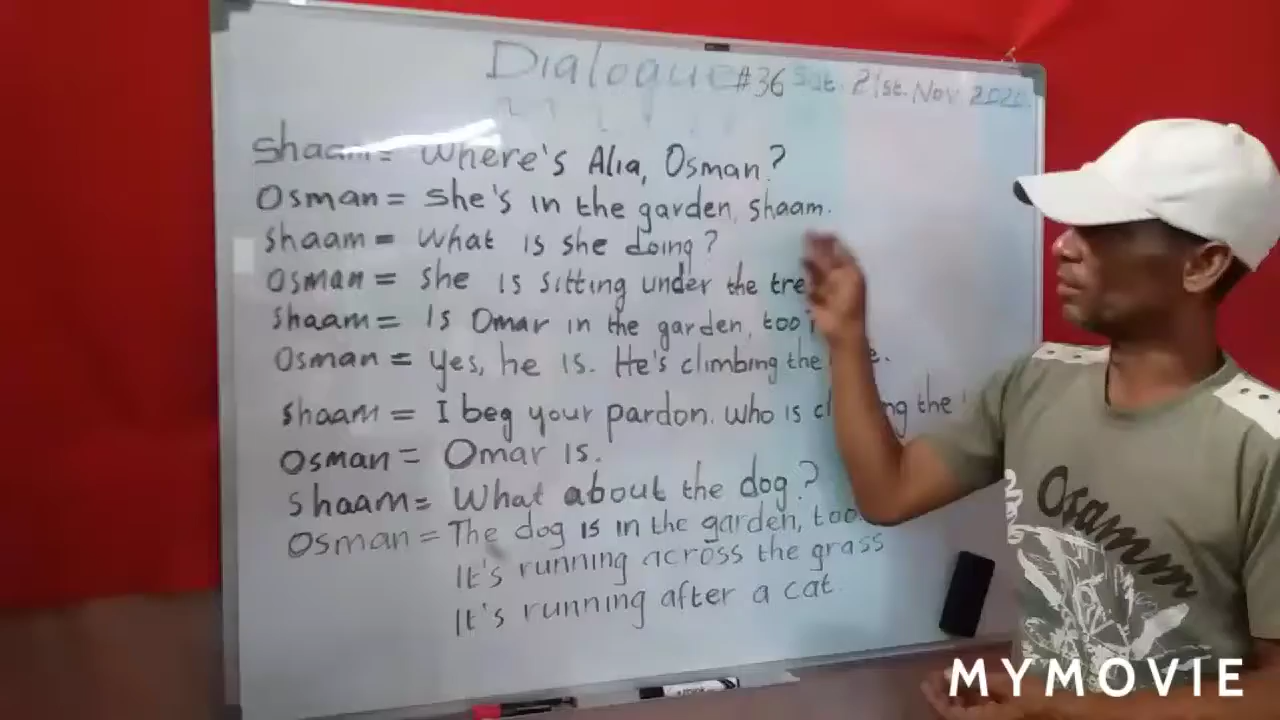 Dialogue #36 Sat. 21st. Nov 2020
Shaam = Where's Alia, Osman?
Osman = She's in the garden, Shaam.
Shaam = What is she doing?
Osman = She is sitting under the
Shaam = Is Omar in the garden, too
Osman = Yes, he is. He's climbing the
Shaam = I beg your pardon. Who is the
Osman = Omar is.
Shaam = What about the dog?
Osman = The dog is in the garden, too.
It's running across the grass
It's running after a cat.
Osamm
MYMOVIE